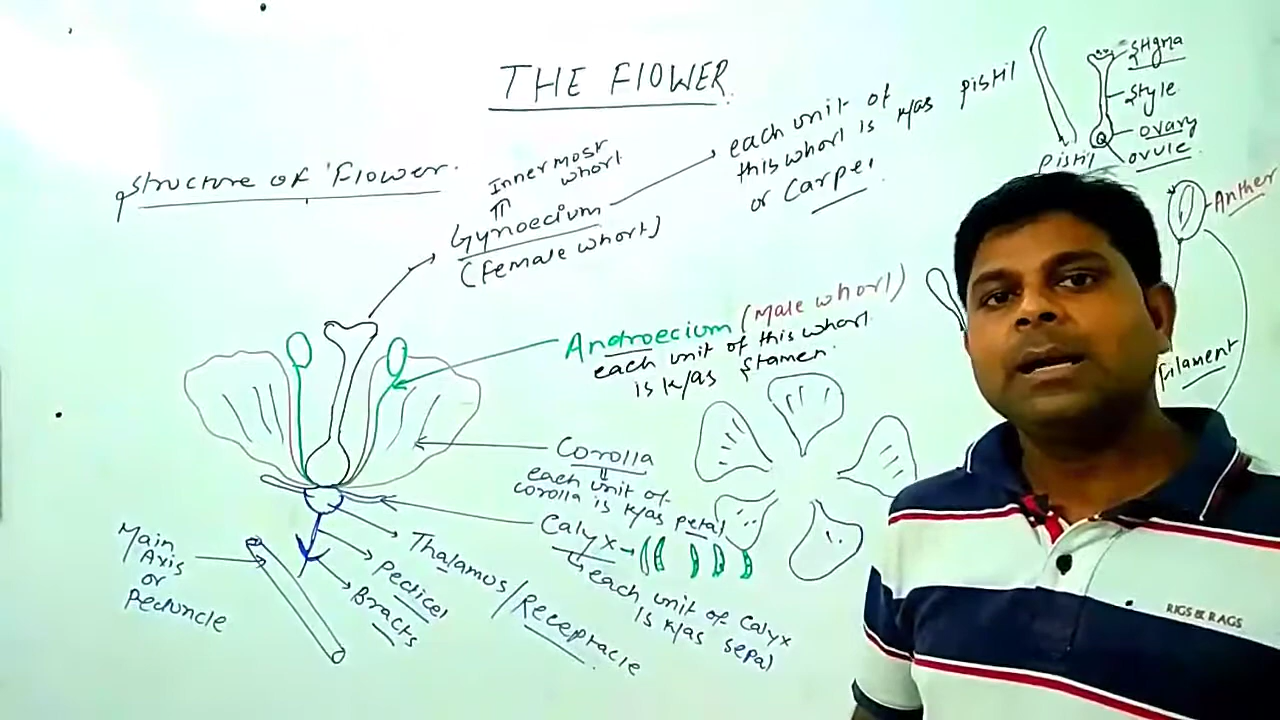 THE FlOWER.
structure of Flower.
Innermost
whorl
Gynoecium
(Female whorl)
each unit of
this whorl is k/as pistil
or Carpel
stigma
style
ovary
ovule
Pistil
Anther
filament
Androecium (Male whorl)
each unit of this whorl
is k/as stamen.
Corolla
each unit of
corolla is k/as petal
Calyx
each unit of Calyx
is k/as sepal
Thalamus/Receptacle
Pedicel
Bracts
Main
Axis
or
Peduncle
RIGS & RAGS